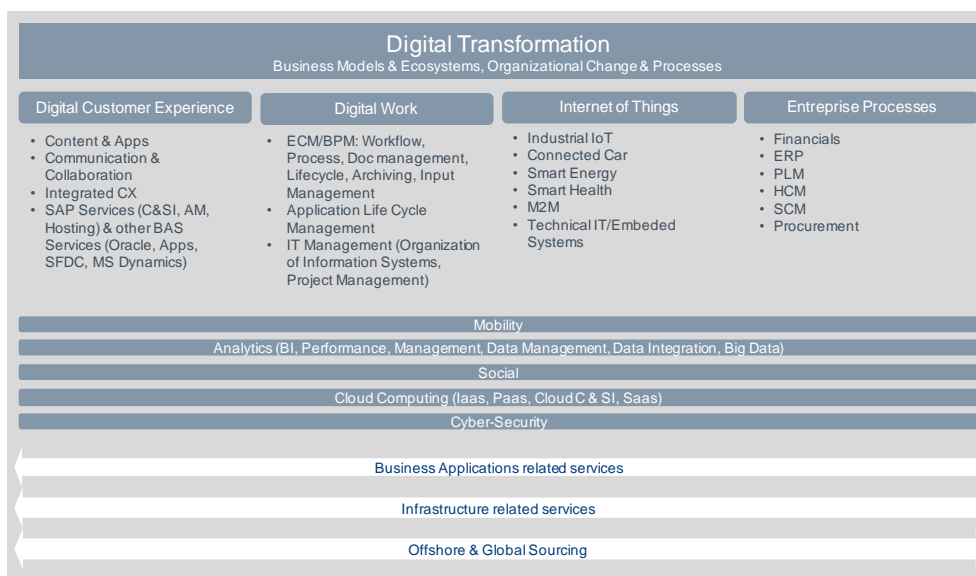 Digital Transformation
Business Models & Ecosystems, Organizational Change & Processes
Digital Customer Experience
• Content & Apps
• Communication &
Collaboration
• Integrated CX
• SAP Services (C&SI, AM,
Hosting) & other BAS
Services (Oracle, Apps,
SFDC, MS Dynamics)
Digital Work
• ECM/BPM: Workflow,
Process, Doc management,
Lifecycle, Archiving, Input
Management
• Application Life Cycle
Management
• IT Management (Organization
of Information Systems,
Project Management)
Internet of Things
• Industrial IoT
• Connected Car
• Smart Energy
• Smart Health
• M2M
• Technical IT/Embeded
Systems
Entreprise Processes
• Financials
• ERP
• PLM
• HCM
• SCM
• Procurement
Mobility
Analytics (BI, Performance, Management, Data Management, Data Integration, Big Data)
Social
Cloud Computing (Iaas, Paas, Cloud C & SI, Saas)
Cyber-Security
Business Applications related services
Infrastructure related services
Offshore & Global Sourcing